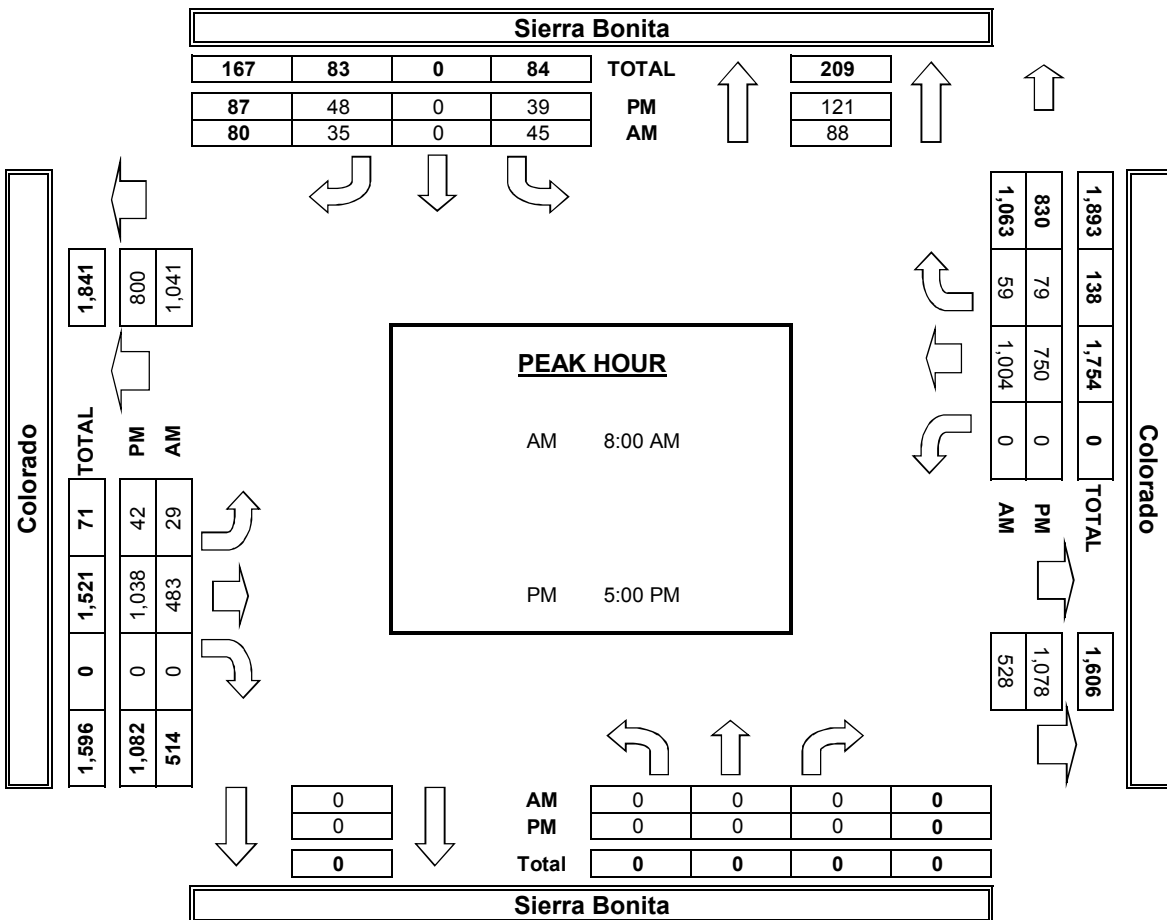 Sierra Bonita
167 83 0 84 TOTAL 209
87 48 0 39 PM 121
80 35 0 45 AM 88
Colorado
1,841
800
1,041
TOTAL 71 1,521 0 1,596
PM 42 1,038 0 1,082
AM 29 483 0 514
PEAK HOUR
AM 8:00 AM
PM 5:00 PM
1,893 138 1,754 0 TOTAL 1,606
830 79 750 0 PM 1,078
1,063 59 1,004 0 AM 528
Colorado
0 AM 0 0 0 0
0 PM 0 0 0 0
0 Total 0 0 0 0
Sierra Bonita